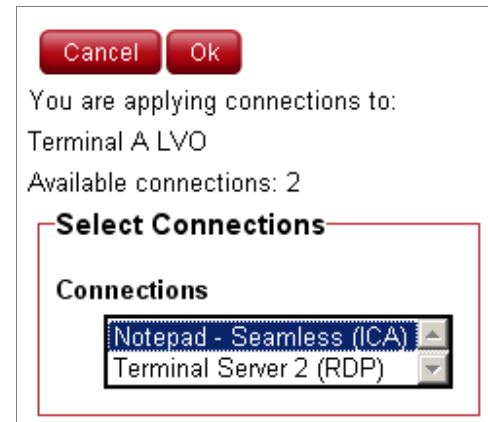 Cancel Ok
You are applying connections to:
Terminal A LVO
Available connections: 2
Select Connections
Connections
Notepad - Seamless (ICA)
Terminal Server 2 (RDP)